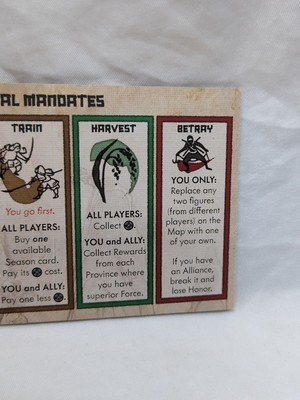 AL MANDATES
TRAIN
You go first.
ALL PLAYERS:
Buy one
available
Season card.
Pay its cost.
YOU and ALLY:
Pay one less
HARVEST
ALL PLAYERS:
Collect .
YOU and ALLY:
Collect Rewards
from each
Province where
you have
superior Force.
BETRAY
YOU ONLY:
Replace any
two figures
(from different
players) on the
Map with one
of your own.
If you have
an Alliance,
break it and
lose Honor.